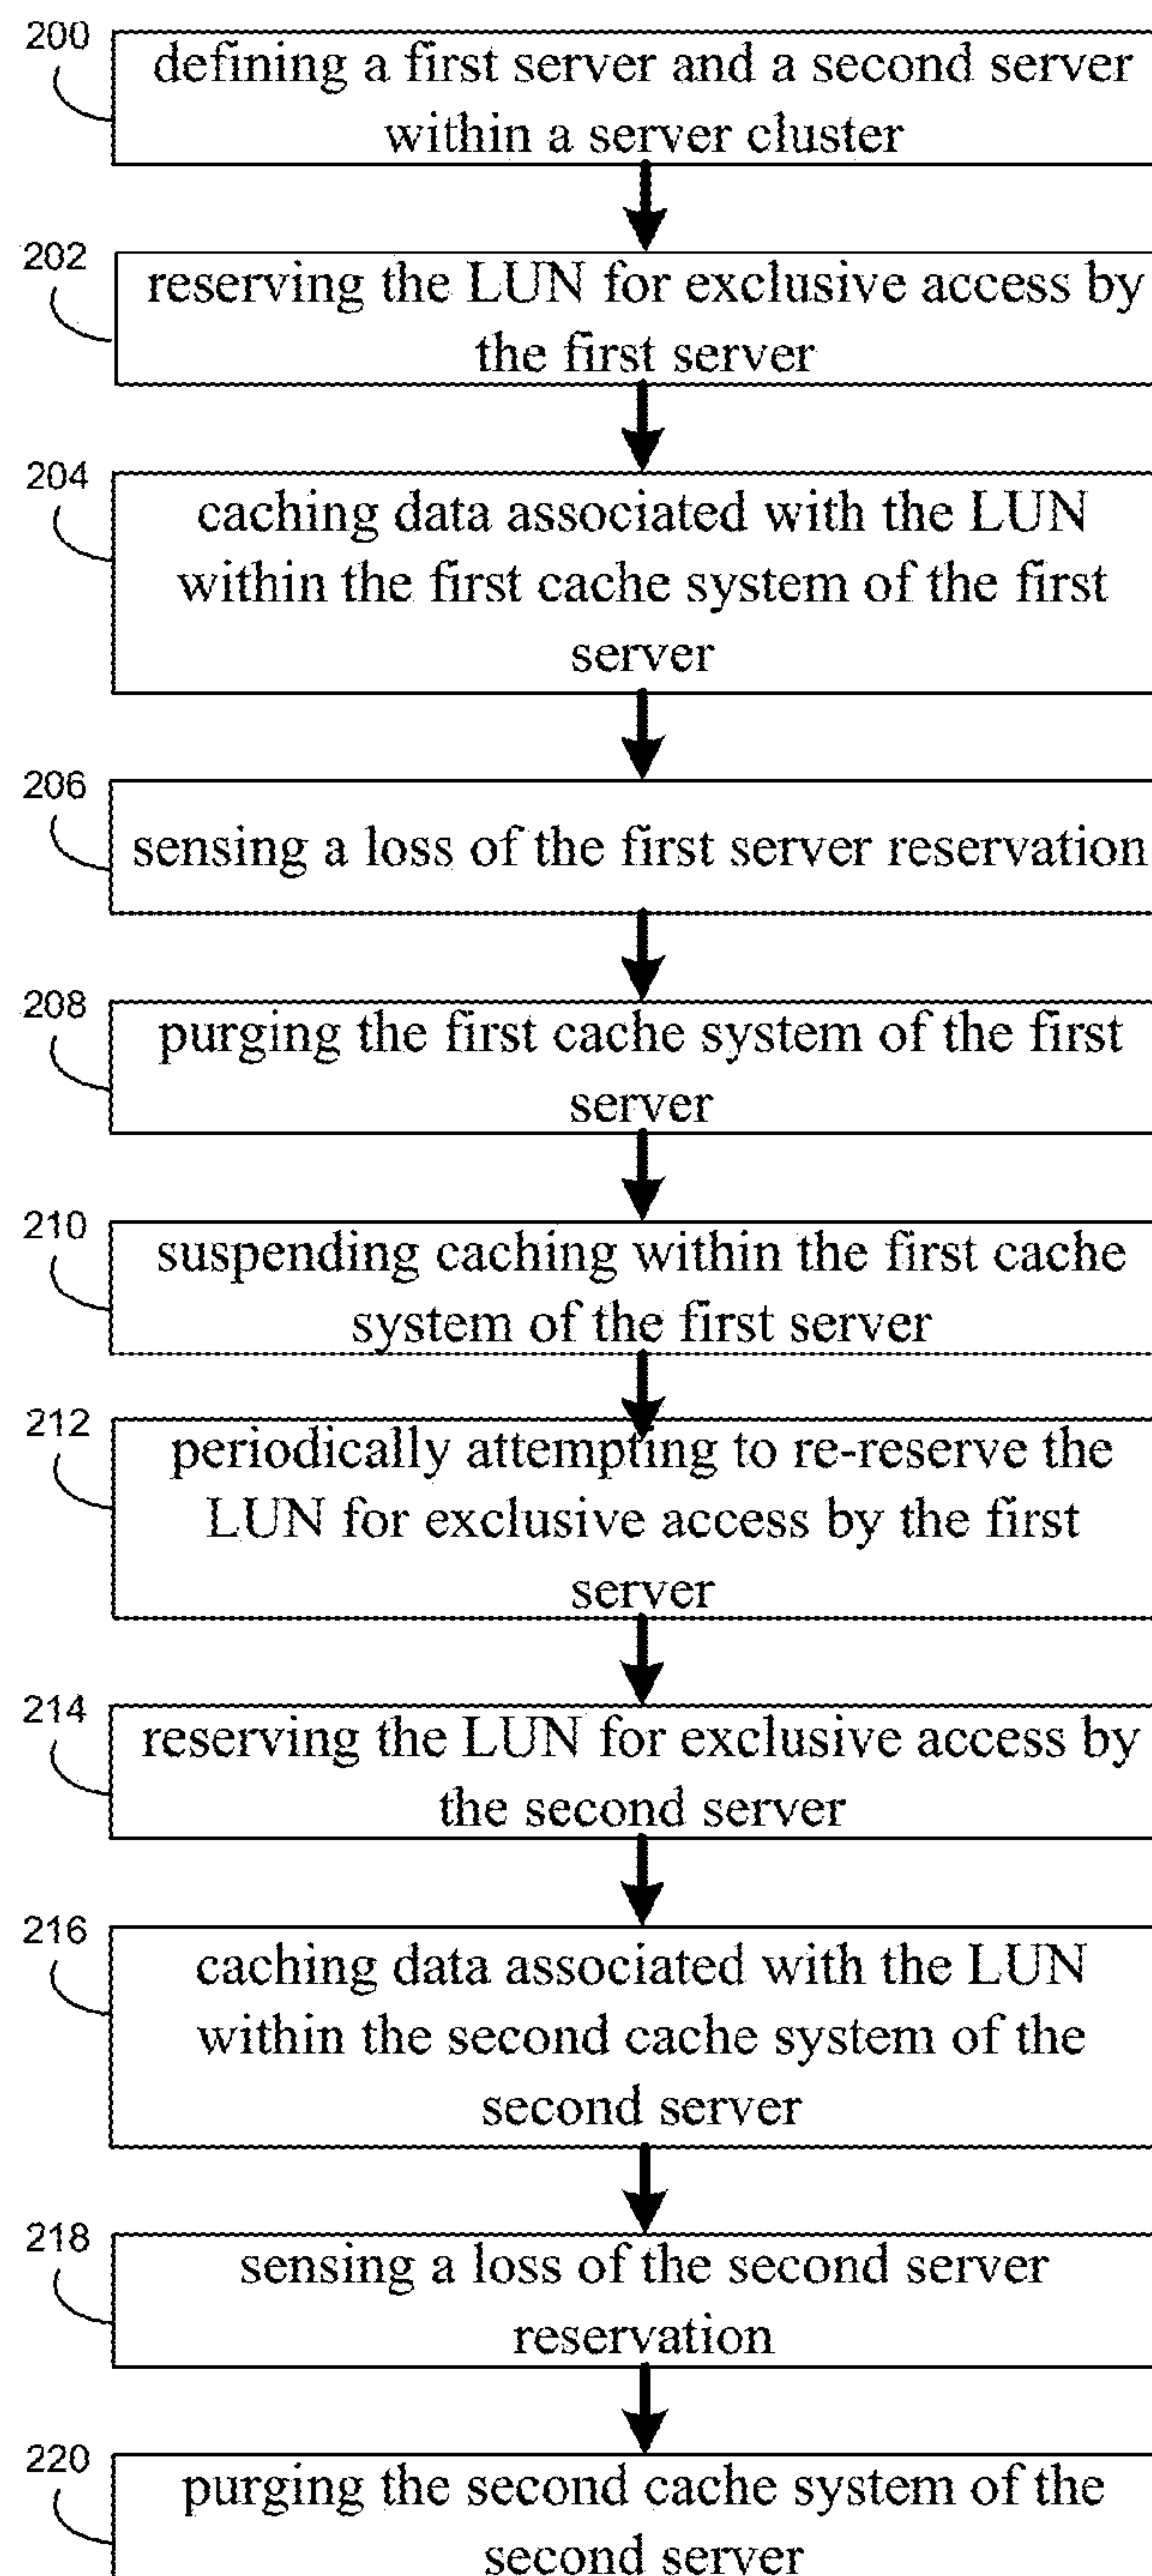 200
defining a first server and a second server
within a server cluster
202
reserving the LUN for exclusive access by
the first server
204
caching data associated with the LUN
within the first cache system of the first
server
206
sensing a loss of the first server reservation
208
purging the first cache system of the first
server
210
suspending caching within the first cache
system of the first server
212
periodically attempting to re-reserve the
LUN for exclusive access by the first
server
214
reserving the LUN for exclusive access by
the second server
216
caching data associated with the LUN
within the second cache system of the
second server
218
sensing a loss of the second server
reservation
220
purging the second cache system of the
second server